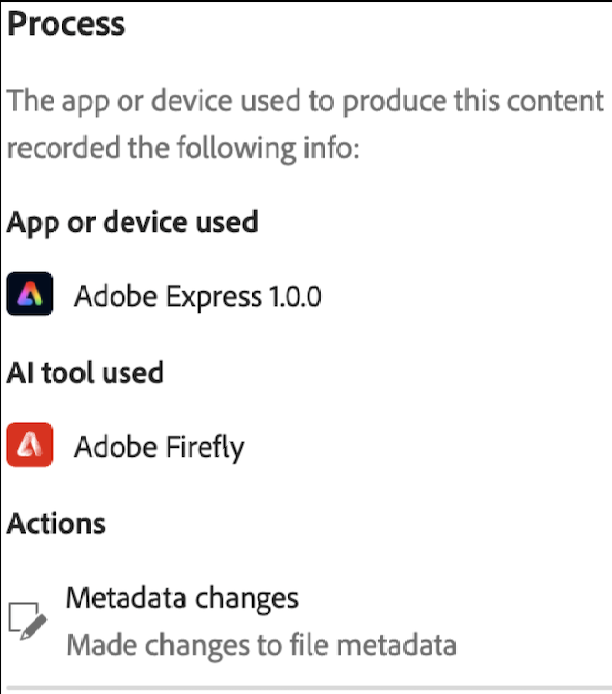 Process
The app or device used to produce this content
recorded the following info:
App or device used
Adobe Express 1.0.0
AI tool used
Adobe Firefly
Actions
Metadata changes
Made changes to file metadata